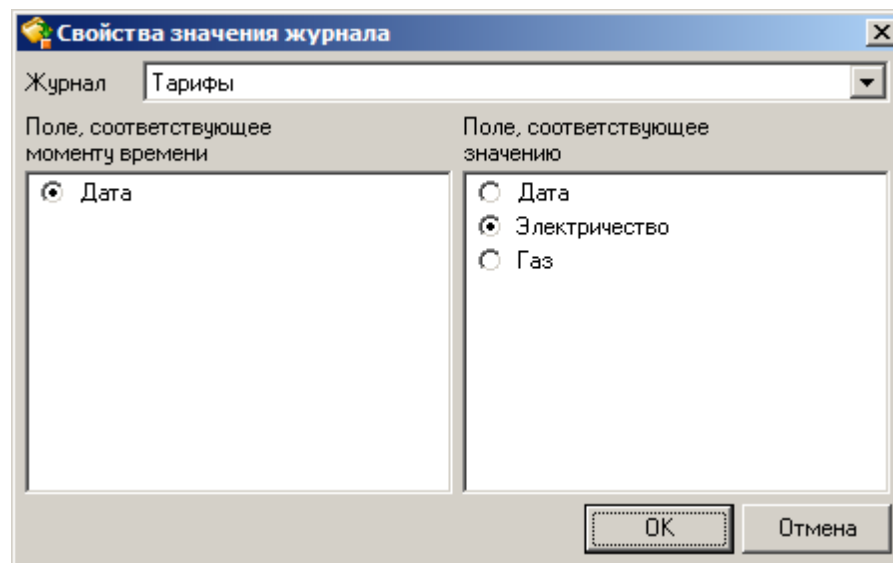 Свойства значения журнала
Журнал Тарифы
Поле, соответствующее
моменту времени
Дата
Поле, соответствующее
значению
Дата
Электричество
Газ
OK Отмена